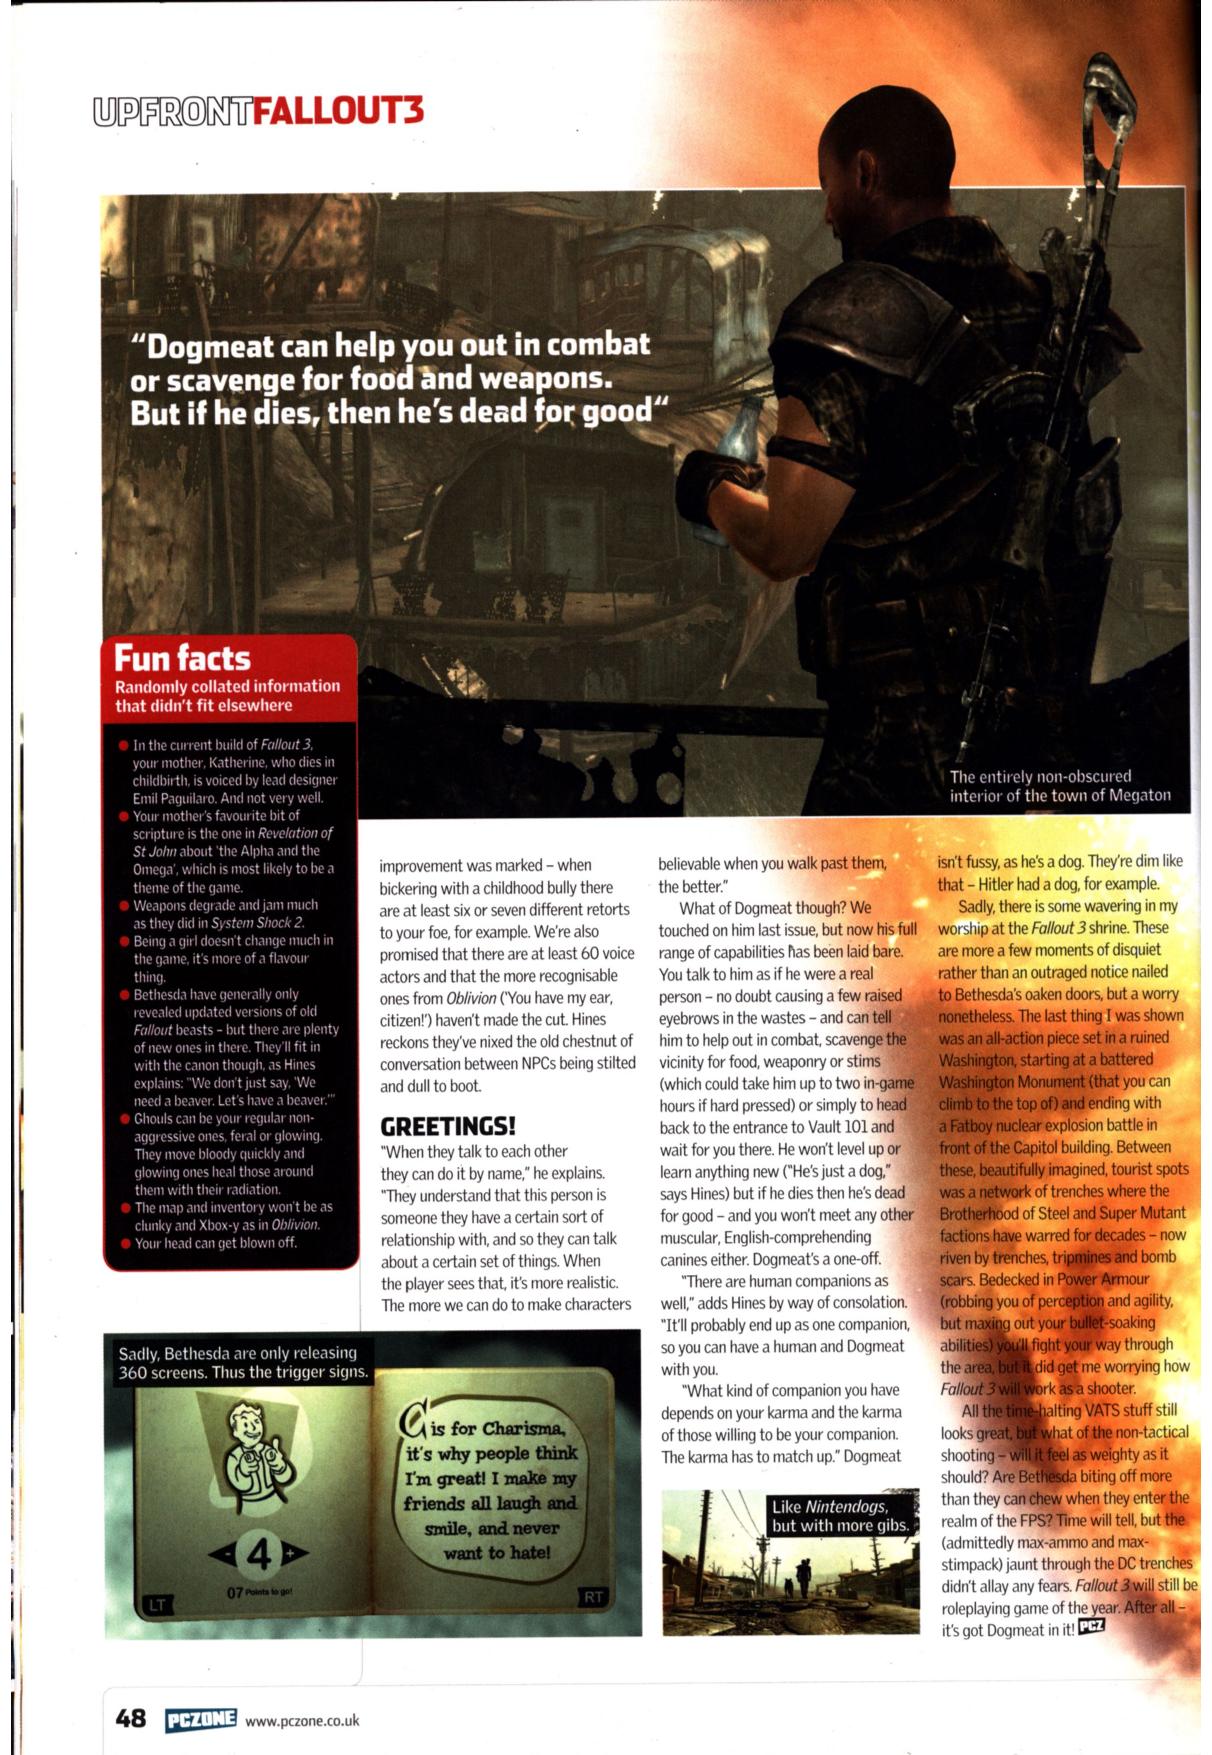 UPFRONTFALLOUT3
“Dogmeat can help you out in combat
or scavenge for food and weapons.
But if he dies, then he’s dead for good“
The entirely non-obscured
interior of the town of Megaton
Fun facts
Randomly collated information
that didn’t fit elsewhere
In the current build of Fallout 3,
your mother, Katherine, who dies in
childbirth, is voiced by lead designer
Emil Paguilaro. And not very well.
Your mother’s favourite bit of
scripture is the one in Revelation of
St John about ‘the Alpha and the
Omega’, which is most likely to be a
theme of the game.
Weapons degrade and jam much
as they did in System Shock 2.
Being a girl doesn’t change much in
the game, it’s more of a flavour
thing.
Bethesda have generally only
revealed updated versions of old
Fallout beasts – but there are plenty
of new ones in there. They’ll fit in
with the canon though, as Hines
explains: “We don’t just say, ‘We
need a beaver. Let’s have a beaver.’”
Ghouls can be your regular non-
aggressive ones, feral or glowing.
They move bloody quickly and
glowing ones heal those around
them with their radiation.
The map and inventory won’t be as
clunky and Xbox-y as in Oblivion.
Your head can get blown off.
improvement was marked – when
bickering with a childhood bully there
are at least six or seven different retorts
to your foe, for example. We’re also
promised that there are at least 60 voice
actors and that the more recognisable
ones from Oblivion (‘You have my ear,
citizen!’) haven’t made the cut. Hines
reckons they’ve nixed the old chestnut of
conversation between NPCs being stilted
and dull to boot.
GREETINGS!
“When they talk to each other
they can do it by name,” he explains.
“They understand that this person is
someone they have a certain sort of
relationship with, and so they can talk
about a certain set of things. When
the player sees that, it’s more realistic.
The more we can do to make characters
believable when you walk past them,
the better.”
What of Dogmeat though? We
touched on him last issue, but now his full
range of capabilities has been laid bare.
You talk to him as if he were a real
person – no doubt causing a few raised
eyebrows in the wastes – and can tell
him to help out in combat, scavenge the
vicinity for food, weaponry or stims
(which could take him up to two in-game
hours if hard pressed) or simply to head
back to the entrance to Vault 101 and
wait for you there. He won’t level up or
learn anything new (“He’s just a dog,”
says Hines) but if he dies then he’s dead
for good – and you won’t meet any other
muscular, English-comprehending
canines either. Dogmeat’s a one-off.
“There are human companions as
well,” adds Hines by way of consolation.
“It’ll probably end up as one companion,
so you can have a human and Dogmeat
with you.
“What kind of companion you have
depends on your karma and the karma
of those willing to be your companion.
The karma has to match up.” Dogmeat
isn’t fussy, as he’s a dog. They’re dim like
that – Hitler had a dog, for example.
Sadly, there is some wavering in my
worship at the Fallout 3 shrine. These
are more a few moments of disquiet
rather than an outraged notice nailed
to Bethesda’s oaken doors, but a worry
nonetheless. The last thing I was shown
was an all-action piece set in a ruined
Washington, starting at a battered
Washington Monument (that you can
climb to the top of) and ending with
a Fatboy nuclear explosion battle in
front of the Capitol building. Between
these, beautifully imagined, tourist spots
was a network of trenches where the
Brotherhood of Steel and Super Mutant
factions have warred for decades – now
riven by trenches, tripmines and bomb
scars. Bedecked in Power Armour
(robbing you of perception and agility,
but maxing out your bullet-soaking
abilities) you’ll fight your way through
the area, but it did get me worrying how
Fallout 3 will work as a shooter.
All the time-halting VATS stuff still
looks great, but what of the non-tactical
shooting – will it feel as weighty as it
should? Are Bethesda biting off more
than they can chew when they enter the
realm of the FPS? Time will tell, but the
(admittedly max-ammo and max-
stimpack) jaunt through the DC trenches
didn’t allay any fears. Fallout 3 will still be
roleplaying game of the year. After all –
it’s got Dogmeat in it! PCZ
Sadly, Bethesda are only releasing
360 screens. Thus the trigger signs.
C is for Charisma,
it’s why people think
I’m great! I make my
friends all laugh and
smile, and never
want to hate!
- 4 +
07 Points to go!
LT
RT
Like Nintendogs,
but with more gibs.
48 PCZONE www.pczone.co.uk